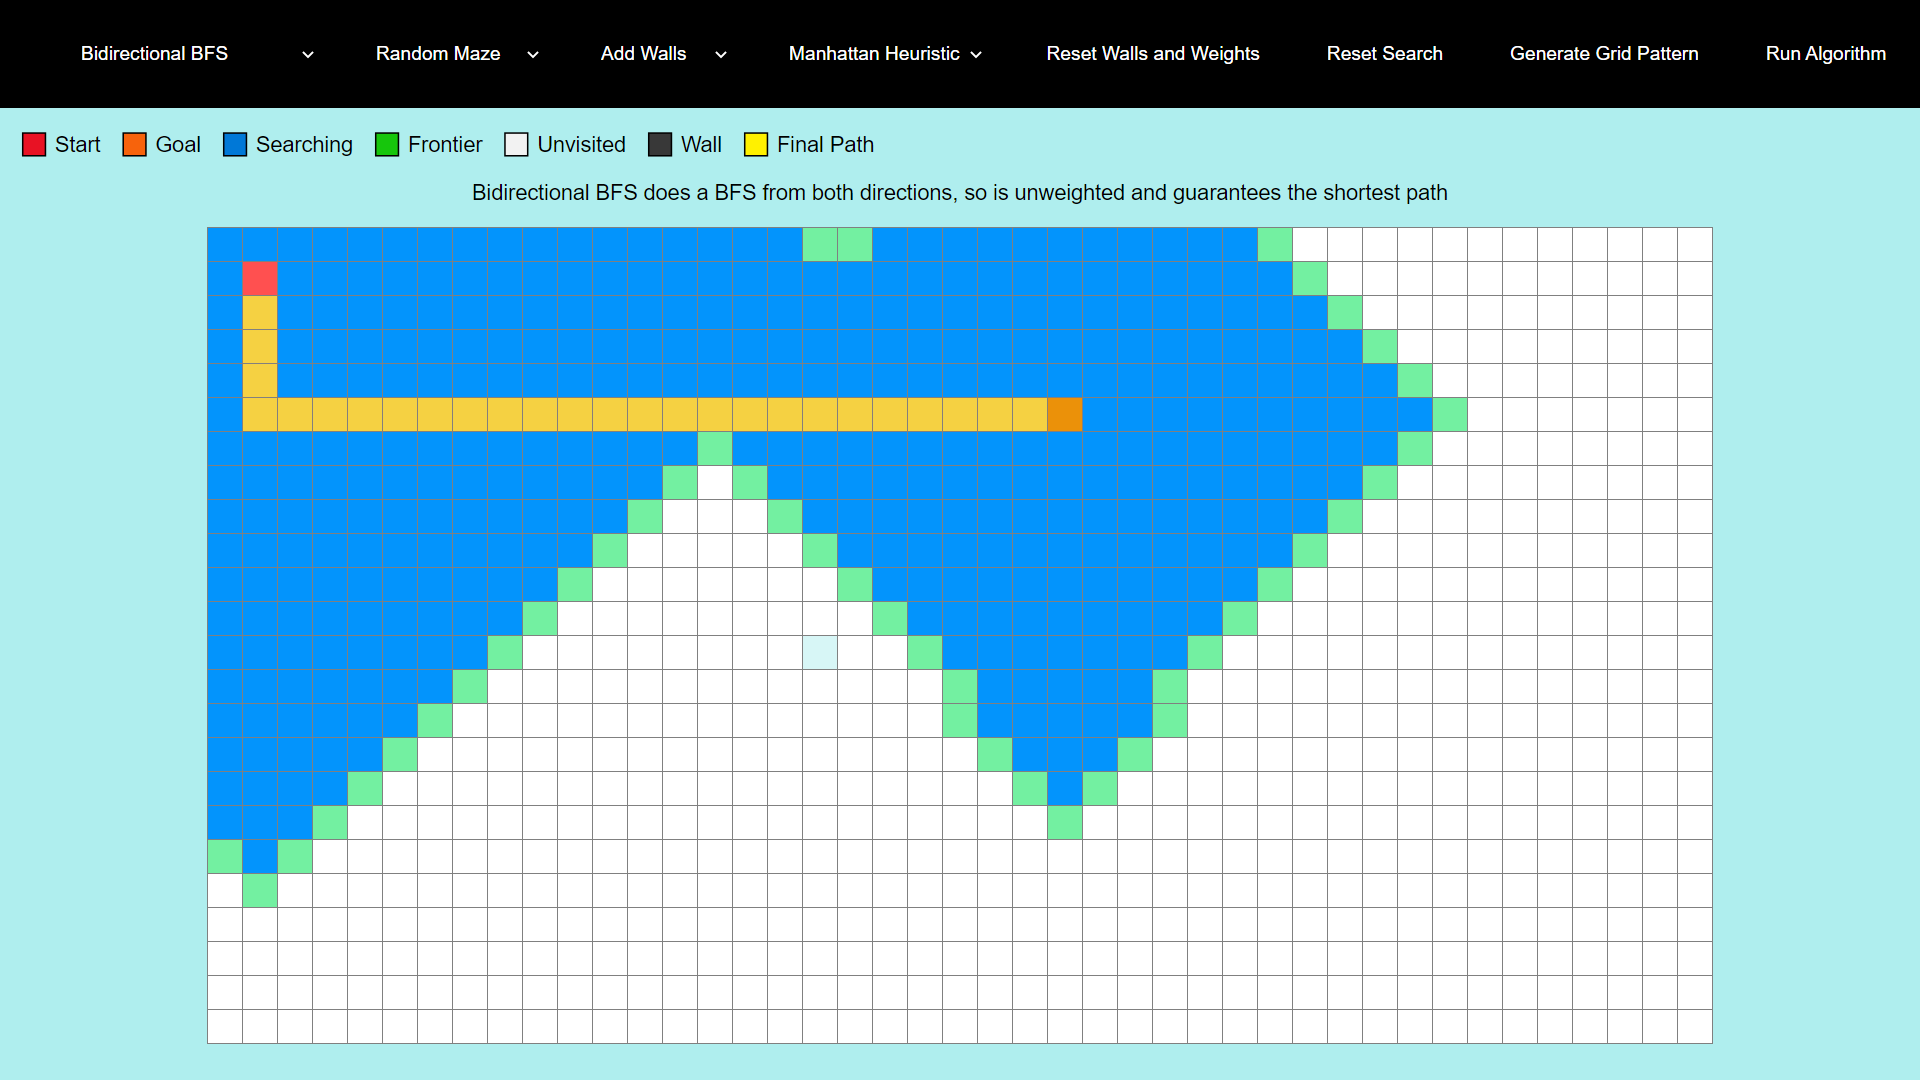 Bidirectional BFS Random Maze Add Walls Manhattan Heuristic Reset Walls and Weights Reset Search Generate Grid Pattern Run Algorithm
Start Goal Searching Frontier Unvisited Wall Final Path
Bidirectional BFS does a BFS from both directions, so is unweighted and guarantees the shortest path